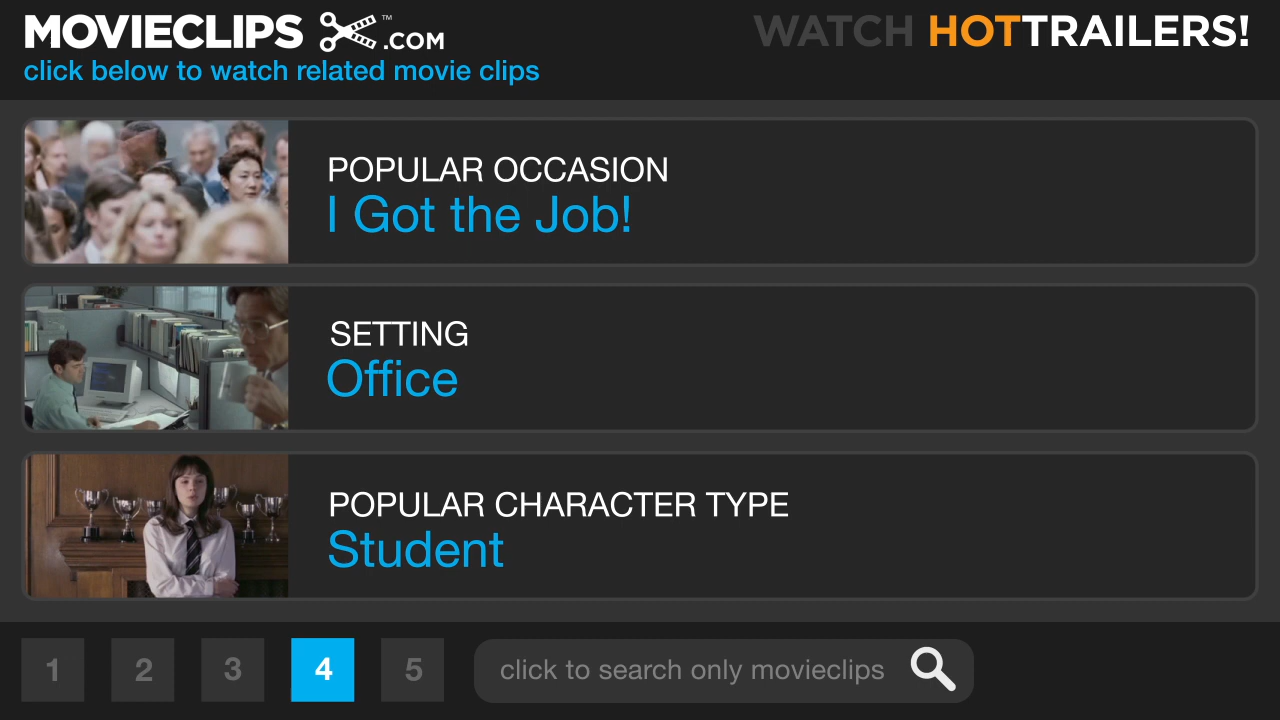 MOVIECLIPS ™ .COM
WATCH HOTTRAILERS!
click below to watch related movie clips
POPULAR OCCASION
I Got the Job!
SETTING
Office
POPULAR CHARACTER TYPE
Student
1 2 3 4 5 click to search only movieclips